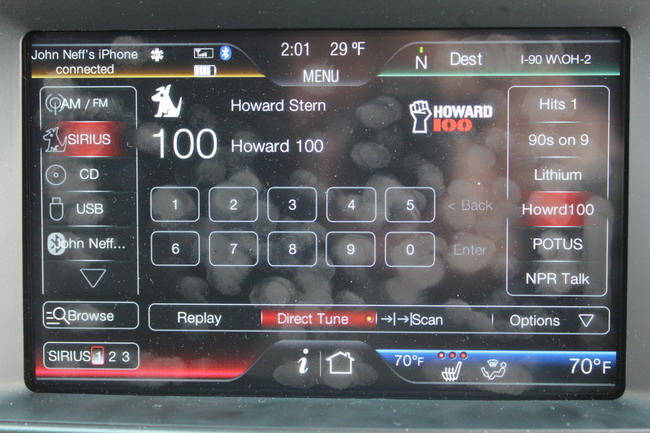 John Neff's iPhone
connected
2:01 29 ºF
MENU
N Dest I-90 W\OH-2
AM / FM
SIRIUS
CD
USB
John Neff...
Browse
SIRIUS 1 2 3
Howard Stern
100 Howard 100
HOWARD
100
1 2 3 4 5 < Back
6 7 8 9 0 Enter
Hits 1
90s on 9
Lithium
Howrd100
POTUS
NPR Talk
Replay Direct Tune →|→|Scan Options
i
70ºF 70ºF